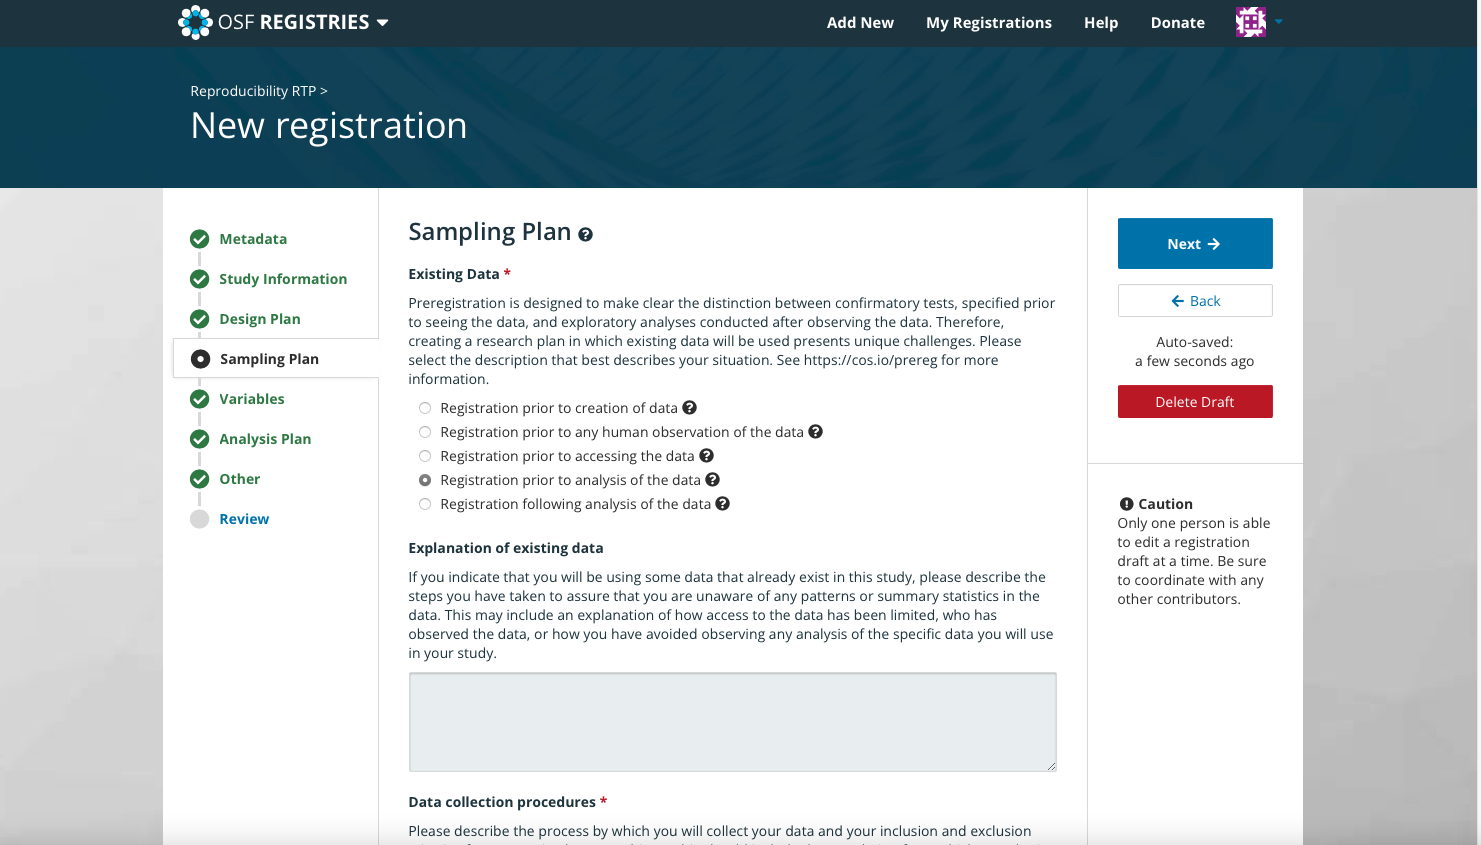 OSF REGISTRIES
Add New
My Registrations
Help
Donate
Reproducibility RTP >
New registration
Metadata
Study Information
Design Plan
Sampling Plan
Variables
Analysis Plan
Other
Review
Sampling Plan
Existing Data *
Preregistration is designed to make clear the distinction between confirmatory tests, specified prior
to seeing the data, and exploratory analyses conducted after observing the data. Therefore,
creating a research plan in which existing data will be used presents unique challenges. Please
select the description that best describes your situation. See https://cos.io/prereg for more
information.
Registration prior to creation of data
Registration prior to any human observation of the data
Registration prior to accessing the data
Registration prior to analysis of the data
Registration following analysis of the data
Explanation of existing data
If you indicate that you will be using some data that already exist in this study, please describe the
steps you have taken to assure that you are unaware of any patterns or summary statistics in the
data. This may include an explanation of how access to the data has been limited, who has
observed the data, or how you have avoided observing any analysis of the specific data you will use
in your study.
Data collection procedures *
Please describe the process by which you will collect your data and your inclusion and exclusion
Next
Back
Auto-saved:
a few seconds ago
Delete Draft
Caution
Only one person is able
to edit a registration
draft at a time. Be sure
to coordinate with any
other contributors.